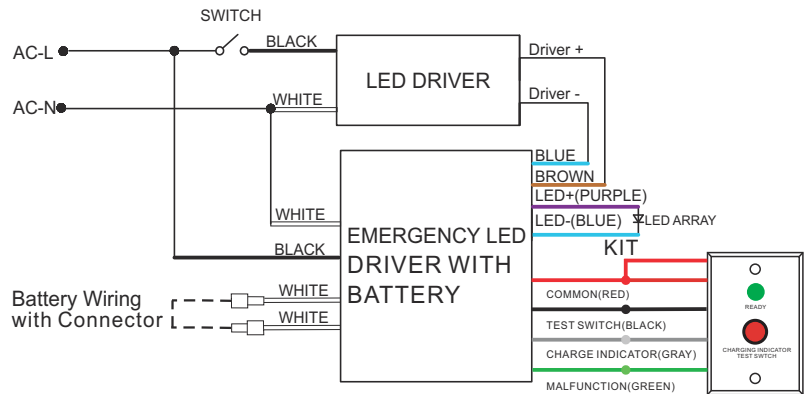 SWITCH
AC-L
BLACK
LED DRIVER
Driver +
Driver -
AC-N
WHITE
BLUE
BROWN
LED+(PURPLE)
LED-(BLUE)
LED ARRAY
KIT
WHITE
BLACK
EMERGENCY LED
DRIVER WITH
BATTERY
Battery Wiring
with Connector
WHITE
WHITE
COMMON(RED)
TEST SWITCH(BLACK)
CHARGE INDICATOR(GRAY)
MALFUNCTION(GREEN)
READY
CHARGING INDICATOR
TEST SWTCH